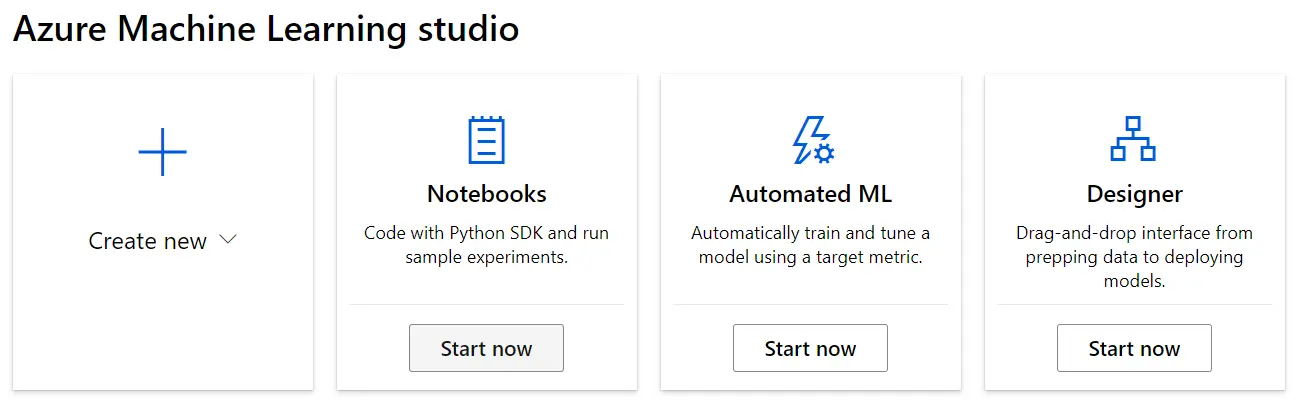 Azure Machine Learning studio
Create new
Notebooks
Code with Python SDK and run
sample experiments.
Start now
Automated ML
Automatically train and tune a
model using a target metric.
Start now
Designer
Drag-and-drop interface from
prepping data to deploying
models.
Start now